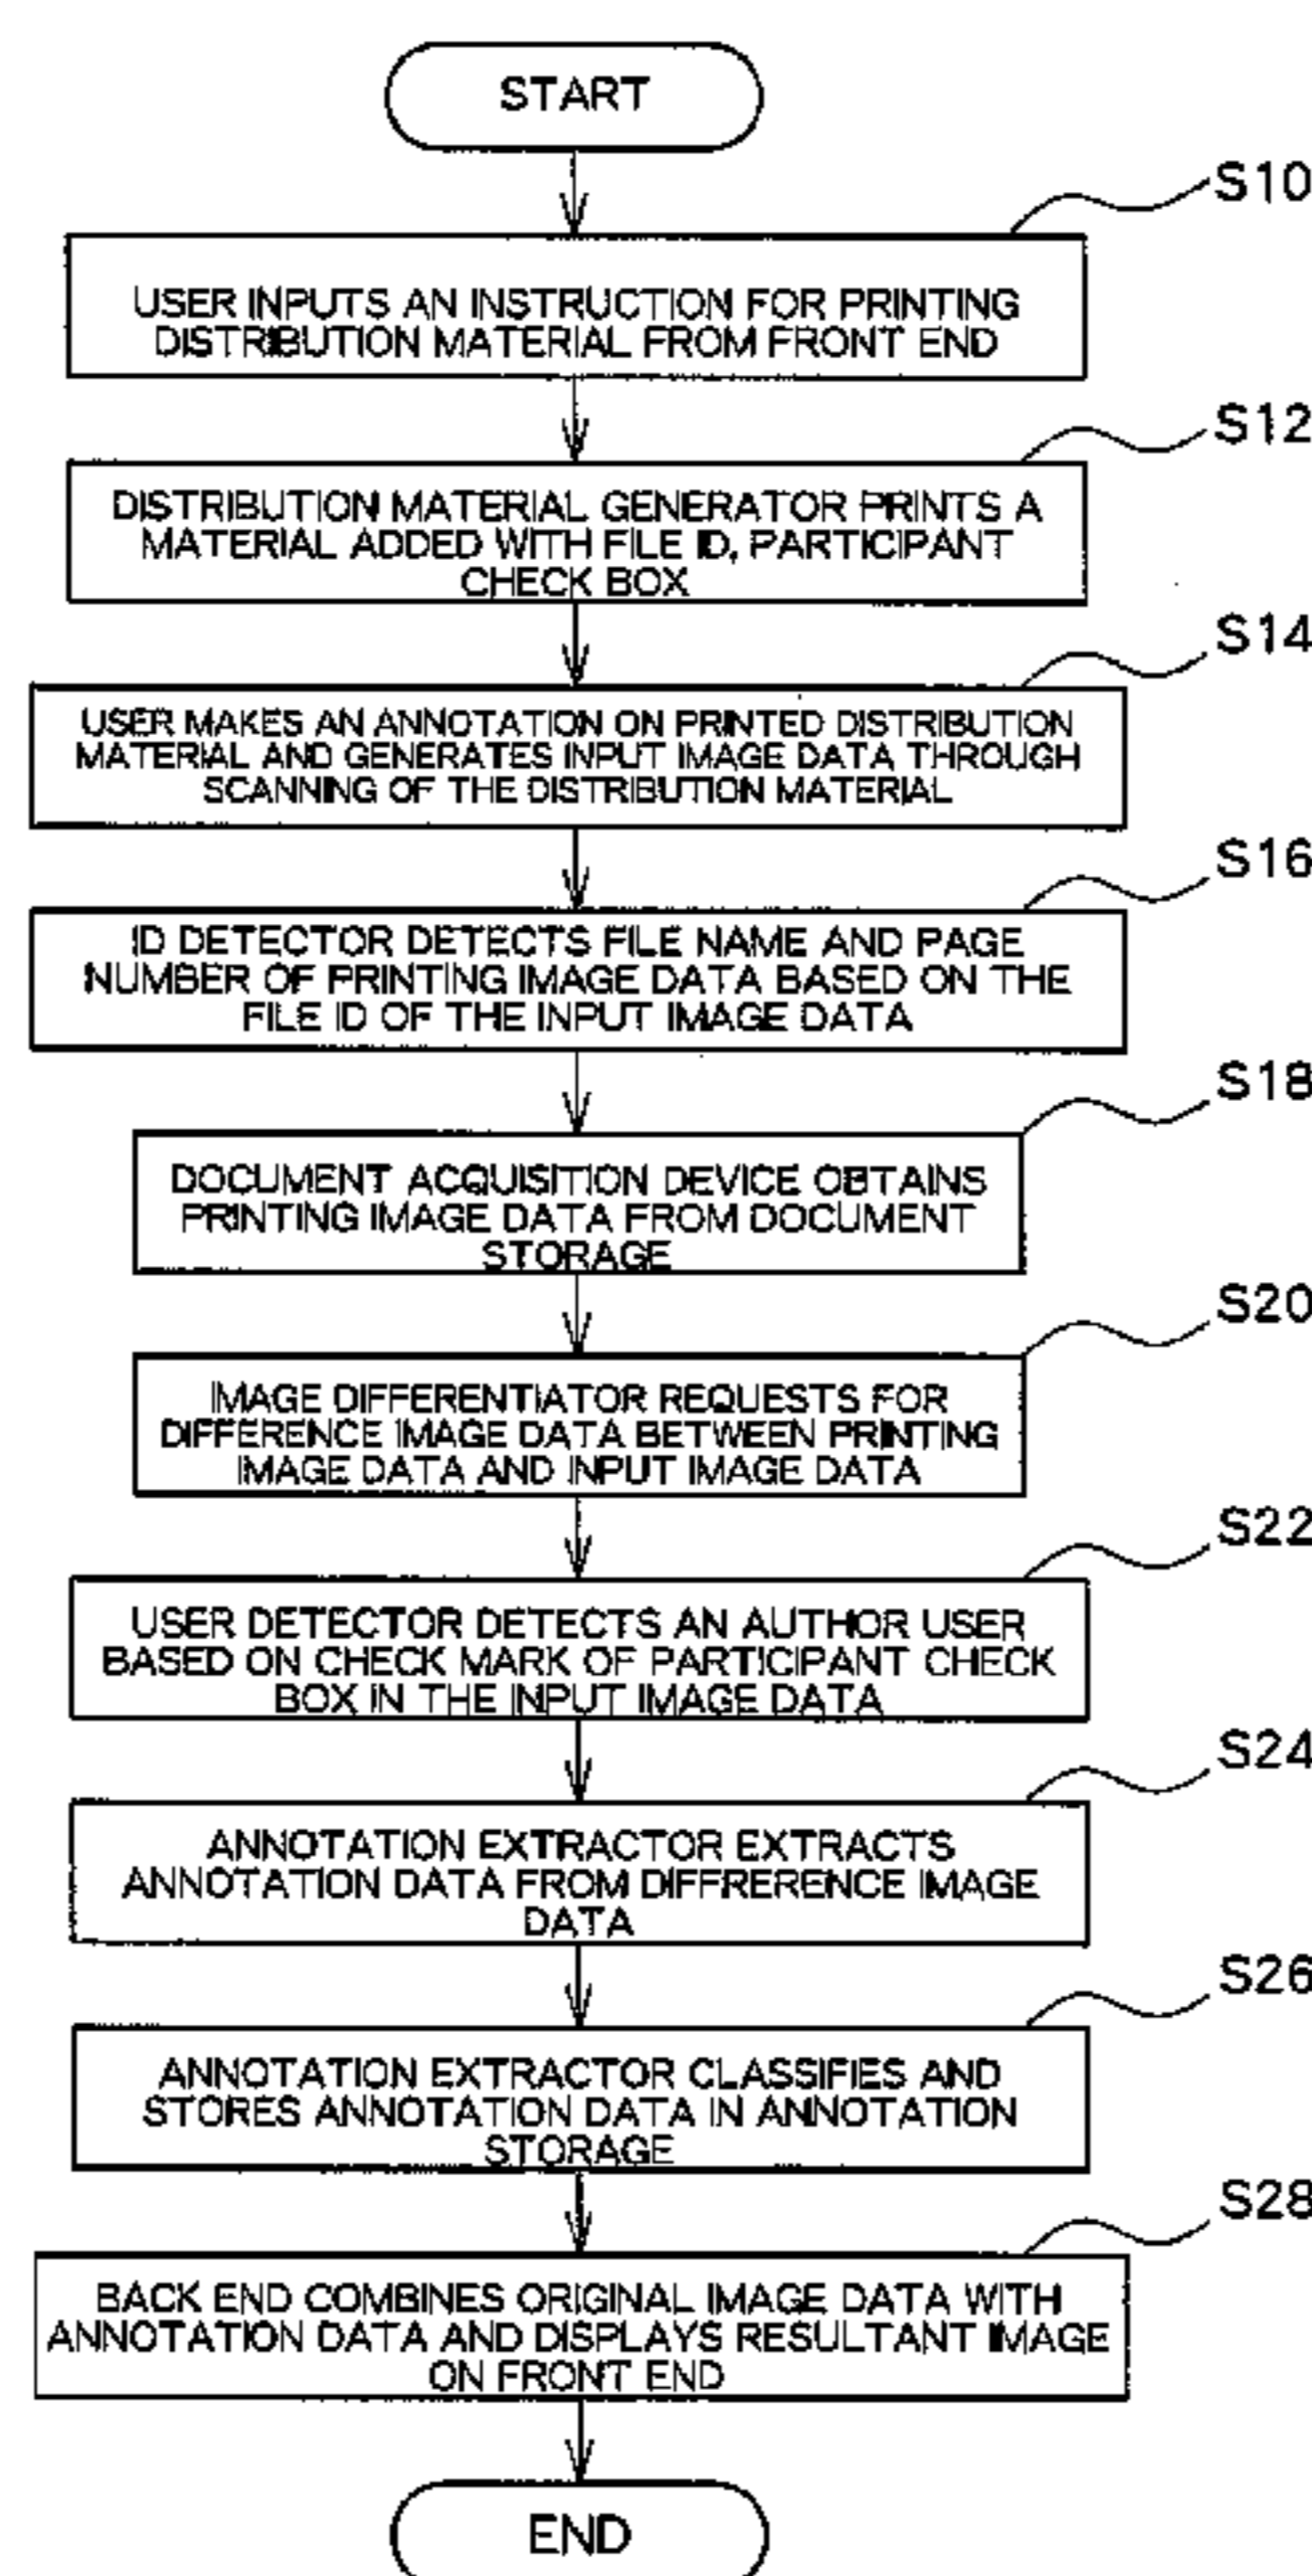 START
S10
USER INPUTS AN INSTRUCTION FOR PRINTING
DISTRIBUTION MATERIAL FROM FRONT END
S12
DISTRIBUTION MATERIAL GENERATOR PRINTS A
MATERIAL ADDED WITH FILE ID, PARTICIPANT
CHECK BOX
S14
USER MAKES AN ANNOTATION ON PRINTED DISTRIBUTION
MATERIAL AND GENERATES INPUT IMAGE DATA THROUGH
SCANNING OF THE DISTRIBUTION MATERIAL
S16
ID DETECTOR DETECTS FILE NAME AND PAGE
NUMBER OF PRINTING IMAGE DATA BASED ON THE
FILE ID OF THE INPUT IMAGE DATA
S18
DOCUMENT ACQUISITION DEVICE OBTAINS
PRINTING IMAGE DATA FROM DOCUMENT
STORAGE
S20
IMAGE DIFFERENTIATOR REQUESTS FOR
DIFFERENCE IMAGE DATA BETWEEN PRINTING
IMAGE DATA AND INPUT IMAGE DATA
S22
USER DETECTOR DETECTS AN AUTHOR USER
BASED ON CHECK MARK OF PARTICIPANT CHECK
BOX IN THE INPUT IMAGE DATA
S24
ANNOTATION EXTRACTOR EXTRACTS
ANNOTATION DATA FROM DIFFRERENCE IMAGE
DATA
S26
ANNOTATION EXTRACTOR CLASSIFIES AND
STORES ANNOTATION DATA IN ANNOTATION
STORAGE
S28
BACK END COMBINES ORIGINAL IMAGE DATA WITH
ANNOTATION DATA AND DISPLAYS RESULTANT IMAGE
ON FRONT END
END